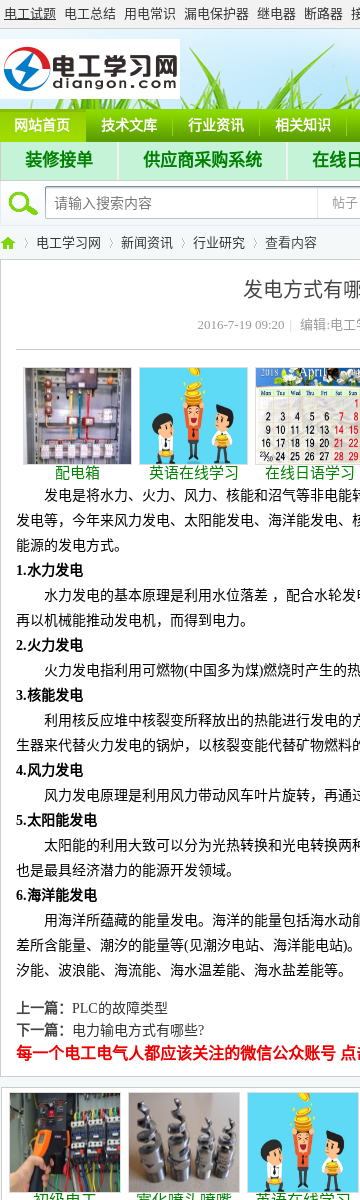 电工试题 电工总结 用电常识 漏电保护器 继电器 断路器
电工学习网
diangon.com
网站首页 技术文库 行业资讯 相关知识
装修接单 供应商采购系统 在线日
请输入搜索内容 帖子
电工学习网 新闻资讯 行业研究 查看内容
发电方式有哪
2016-7-19 09:20 | 编辑:电工学
2018 April
Mon Tue Wed Thu Fri Sat Sun
1
2 3 4 5 6 7 8
9 10 11 12 13 14 15
16 17 18 19 20 21 22
23/30 24 25 26 27 28 29
配电箱 英语在线学习 在线日语学习
发电是将水力、火力、风力、核能和沼气等非电能转
发电等，今年来风力发电、太阳能发电、海洋能发电、核
能源的发电方式。
1.水力发电
水力发电的基本原理是利用水位落差 ，配合水轮发电
再以机械能推动发电机，而得到电力。
2.火力发电
火力发电指利用可燃物(中国多为煤)燃烧时产生的热
3.核能发电
利用核反应堆中核裂变所释放出的热能进行发电的方
生器来代替火力发电的锅炉，以核裂变能代替矿物燃料的
4.风力发电
风力发电原理是利用风力带动风车叶片旋转，再通过
5.太阳能发电
太阳能的利用大致可以分为光热转换和光电转换两种
也是最具经济潜力的能源开发领域。
6.海洋能发电
用海洋所蕴藏的能量发电。海洋的能量包括海水动能
差所含能量、潮汐的能量等(见潮汐电站、海洋能电站)。
汐能、波浪能、海流能、海水温差能、海水盐差能等。
上一篇：PLC的故障类型
下一篇：电力输电方式有哪些?
每一个电工电气人都应该关注的微信公众账号 点击
初级电工 雾化喷头喷嘴 英语在线学习